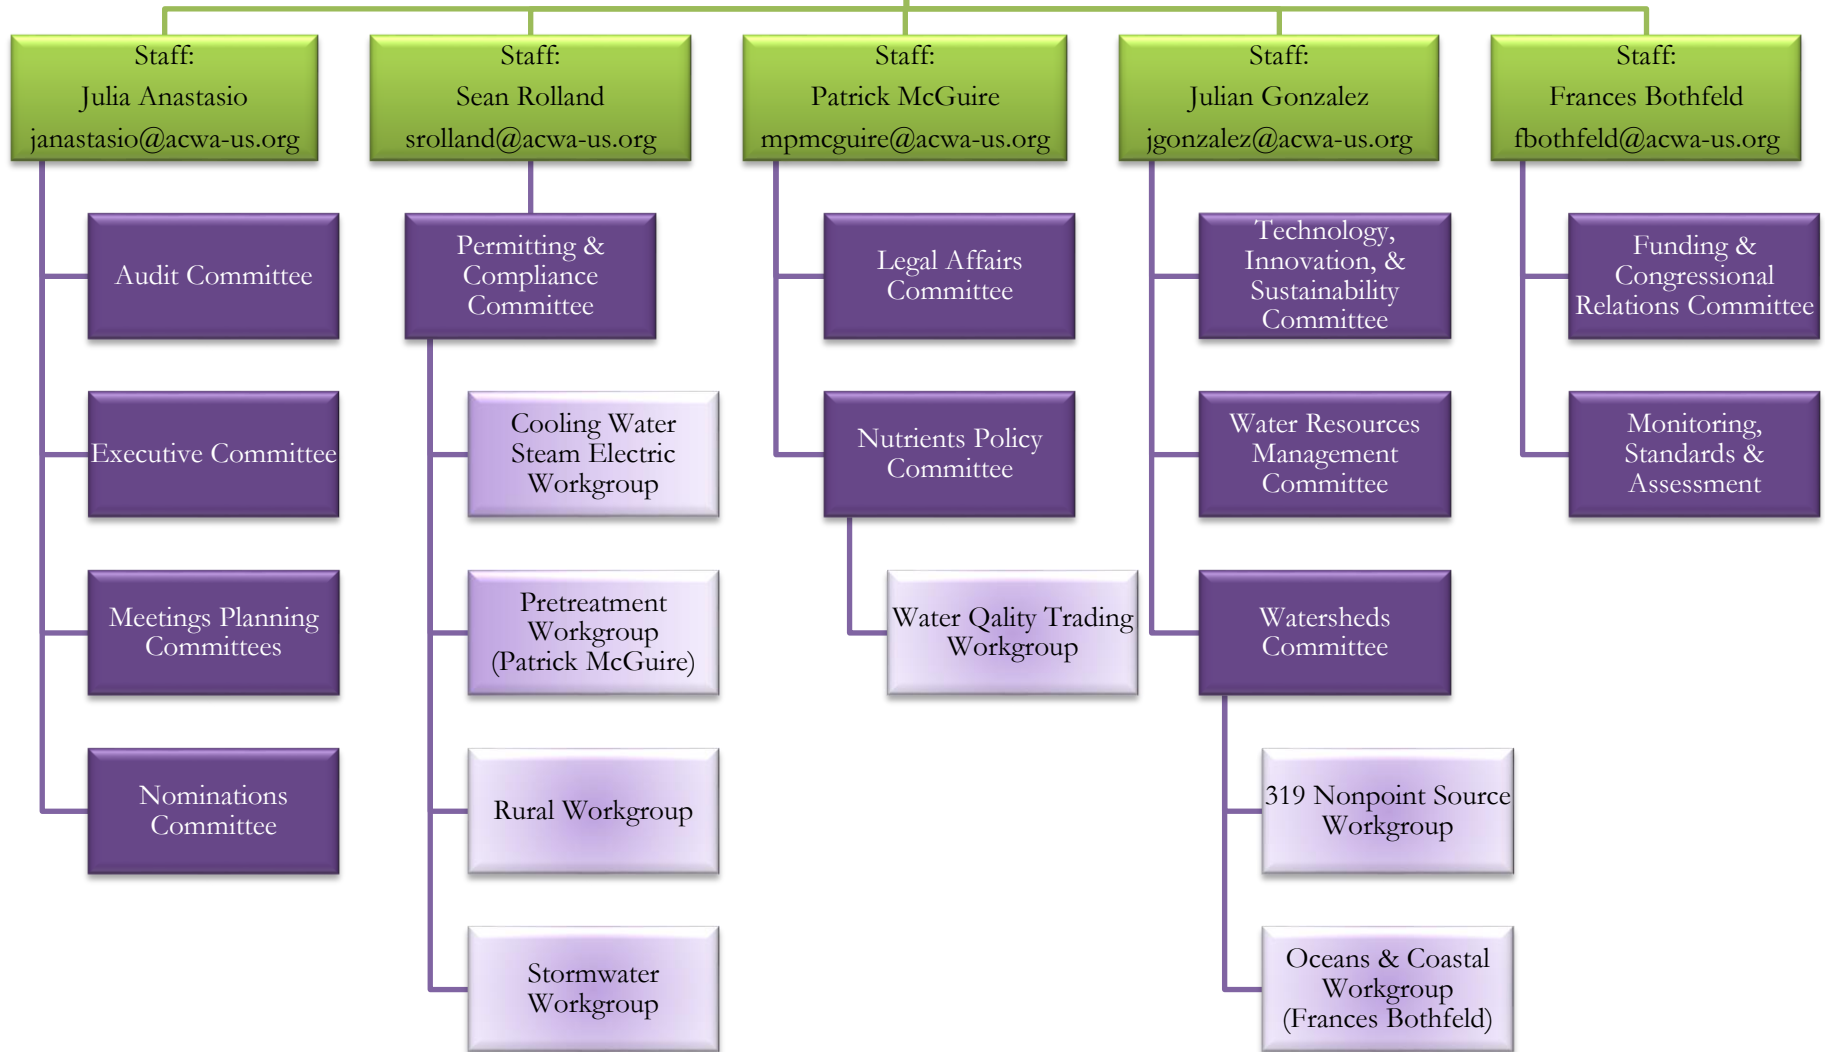 Staff:
Julia Anastasio
janastasio@acwa-us.org
Audit Committee
Executive Committee
Meetings Planning
Committees
Nominations
Committee
Staff:
Sean Rolland
srolland@acwa-us.org
Permitting &
Compliance
Committee
Cooling Water
Steam Electric
Workgroup
Pretreatment
Workgroup
(Patrick McGuire)
Rural Workgroup
Stormwater
Workgroup
Staff:
Patrick McGuire
mpmcguire@acwa-us.org
Legal Affairs
Committee
Nutrients Policy
Committee
Water Qality Trading
Workgroup
Staff:
Julian Gonzalez
jgonzalez@acwa-us.org
Technology,
Innovation, &
Sustainability
Committee
Water Resources
Management
Committee
Watersheds
Committee
319 Nonpoint Source
Workgroup
Oceans & Coastal
Workgroup
(Frances Bothfeld)
Staff:
Frances Bothfeld
fbothfeld@acwa-us.org
Funding &
Congressional
Relations Committee
Monitoring,
Standards &
Assessment